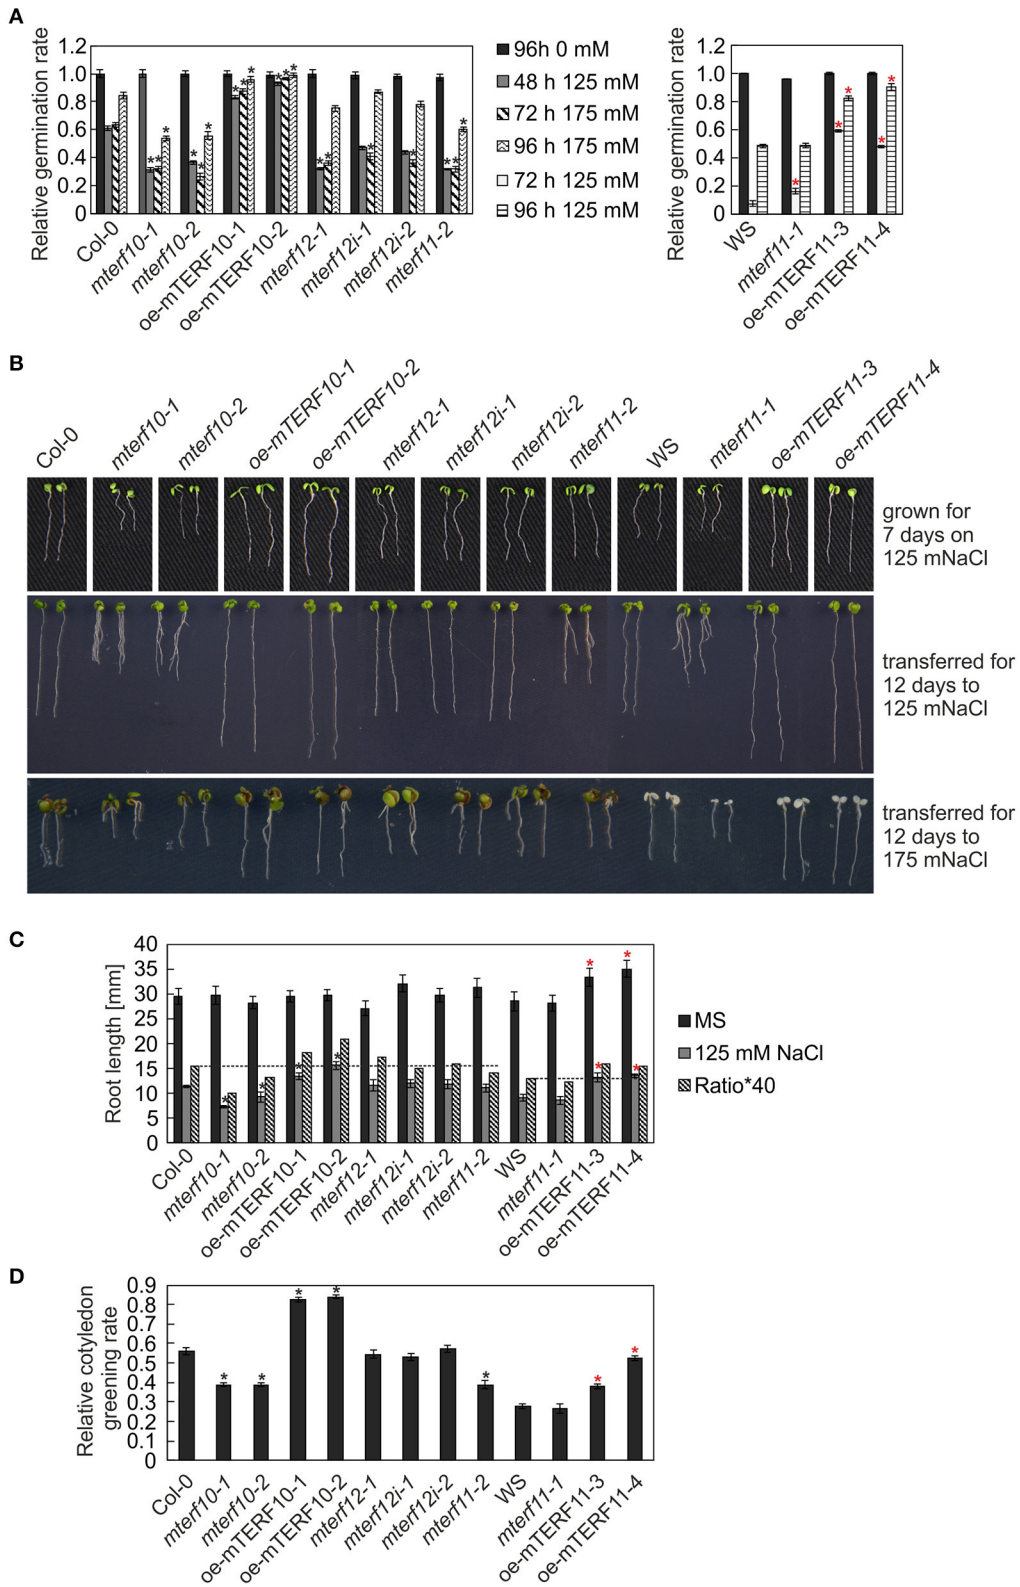 A
Relative germination rate
1.2
1.0
0.8
0.6
0.4
0.2
0
Col-0
mterf10-1
mterf10-2
oe-mTERF10-1
oe-mTERF10-2
mterf12-1
mterf12i-1
mterf12i-2
mterf11-2
96h 0 mM
48 h 125 mM
72 h 175 mM
96 h 175 mM
72 h 125 mM
96 h 125 mM
Relative germination rate
1.2
1.0
0.8
0.6
0.4
0.2
0
WS
mterf11-1
oe-mTERF11-3
oe-mTERF11-4
B
Col-0
mterf10-1
mterf10-2
oe-mTERF10-1
oe-mTERF10-2
mterf12-1
mterf12i-1
mterf12i-2
mterf11-2
WS
mterf11-1
oe-mTERF11-3
oe-mTERF11-4
grown for
7 days on
125 mNaCl
transferred for
12 days to
125 mNaCl
transferred for
12 days to
175 mNaCl
C
Root length [mm]
40
35
30
25
20
15
10
5
0
Col-0
mterf10-1
mterf10-2
oe-mTERF10-1
oe-mTERF10-2
mterf12-1
mterf12i-1
mterf12i-2
mterf11-2
WS
mterf11-1
oe-mTERF11-3
oe-mTERF11-4
MS
125 mM NaCl
Ratio*40
D
Relative cotyledon
greening rate
0.9
0.8
0.7
0.6
0.5
0.4
0.3
0.2
0.1
0
Col-0
mterf10-1
mterf10-2
oe-mTERF10-1
oe-mTERF10-2
mterf12-1
mterf12i-1
mterf12i-2
mterf11-2
WS
mterf11-1
oe-mTERF11-3
oe-mTERF11-4